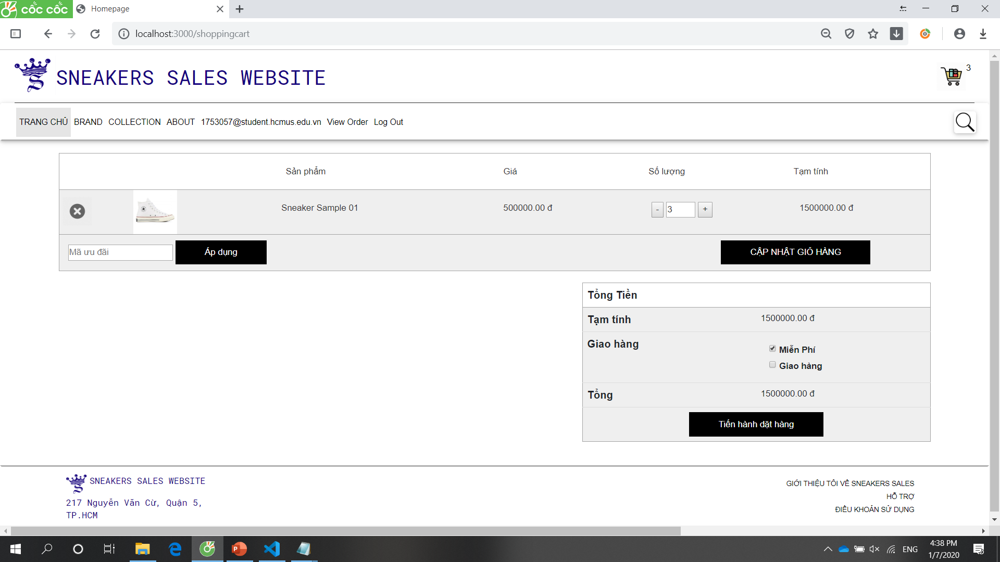 cốc cốc
Homepage
localhost:3000/shoppingcart
SNEAKERS SALES WEBSITE
3
TRANG CHỦ BRAND COLLECTION ABOUT 1753057@student.hcmus.edu.vn View Order Log Out
Sản phẩm Giá Số lượng Tạm tính
Sneaker Sample 01 500000.00 đ - 3 + 1500000.00 đ
Mã ưu đãi Áp dụng CẬP NHẬT GIỎ HÀNG
Tổng Tiền
Tạm tính 1500000.00 đ
Giao hàng
Miễn Phí
Giao hàng
Tổng 1500000.00 đ
Tiến hành dặt hàng
SNEAKERS SALES WEBSITE
217 Nguyễn Văn Cừ, Quận 5,
TP.HCM
GIỚI THIỆU TÔI VỀ SNEAKERS SALES
HỖ TRỢ
ĐIỀU KHOẢN SỬ DỤNG
ENG
4:38 PM
1/7/2020